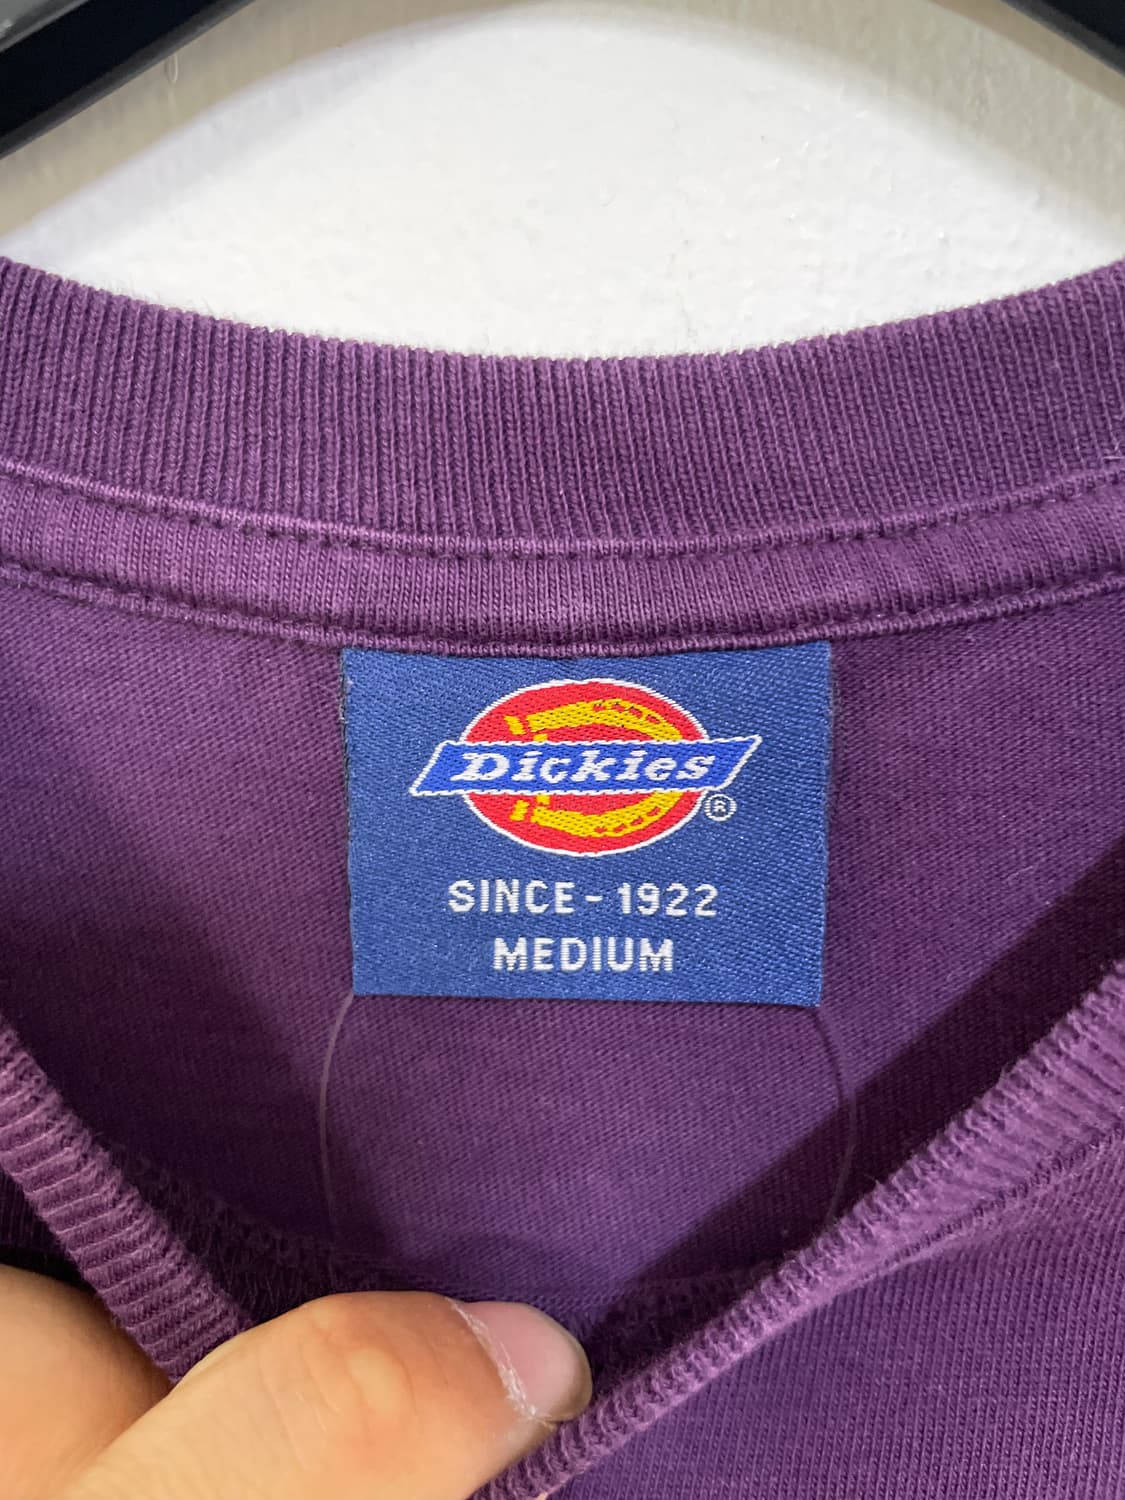 Dickies
®
SINCE - 1922
MEDIUM